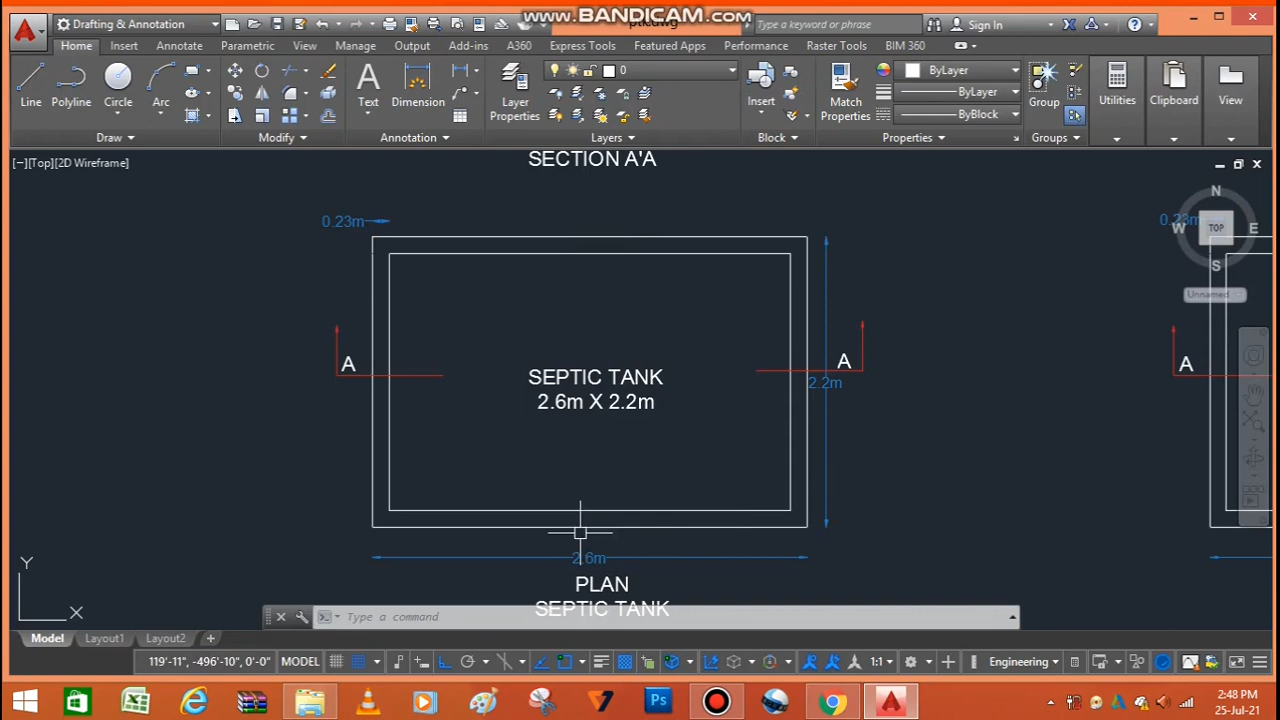 www.BANDICAM.com
Drafting & Annotation
Type a keyword or phrase
Sign In
Home Insert Annotate Parametric View Manage Output Add-ins A360 Express Tools Featured Apps Performance Raster Tools BIM 360
Line Polyline Circle Arc
Text Dimension
Layer Properties
0
Insert
Match Properties
ByLayer
ByLayer
ByBlock
Group
Utilities
Clipboard
View
Draw Modify Annotation Layers Block Properties Groups
[−][Top][2D Wireframe]
SECTION A'A
N
W TOP E
S
Unnamed
0.23m
0.23m
A
A
A
SEPTIC TANK
2.6m X 2.2m
2.2m
2.6m
PLAN
SEPTIC TANK
Y
X
Type a command
Model Layout1 Layout2 +
119'-11", -496'-10", 0'-0" MODEL
1:1
Engineering
Ps
2:48 PM
25-Jul-21